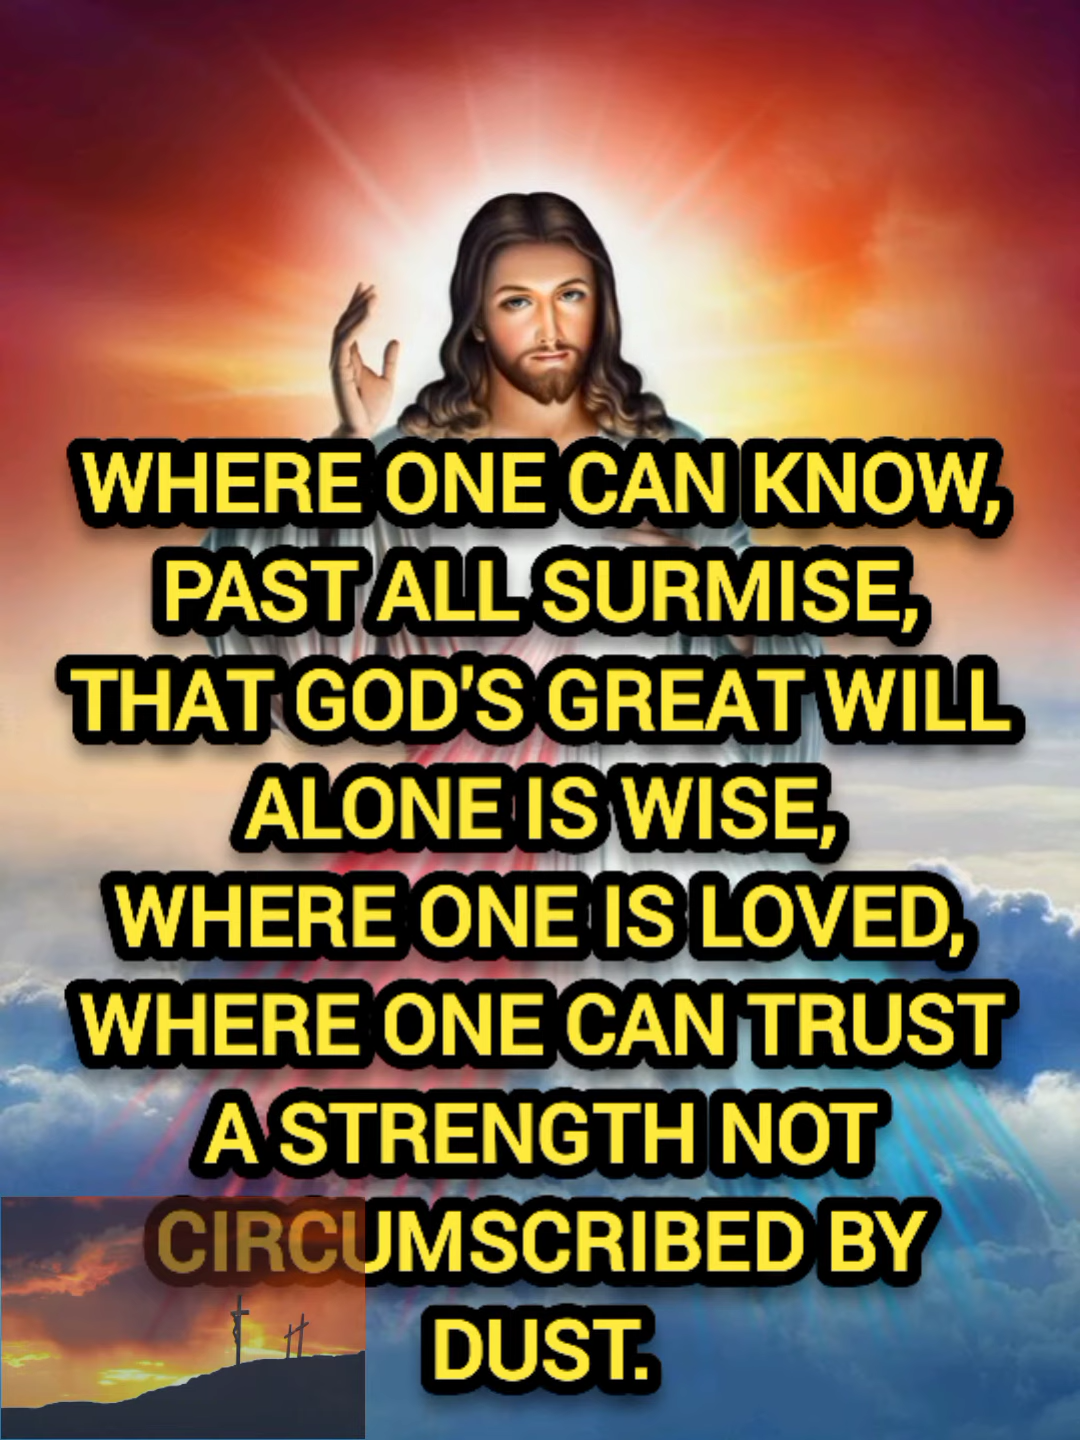 WHERE ONE CAN KNOW,
PAST ALL SURMISE,
THAT GOD'S GREAT WILL
ALONE IS WISE,
WHERE ONE IS LOVED,
WHERE ONE CAN TRUST
A STRENGTH NOT
CIRCUMSCRIBED BY
DUST.